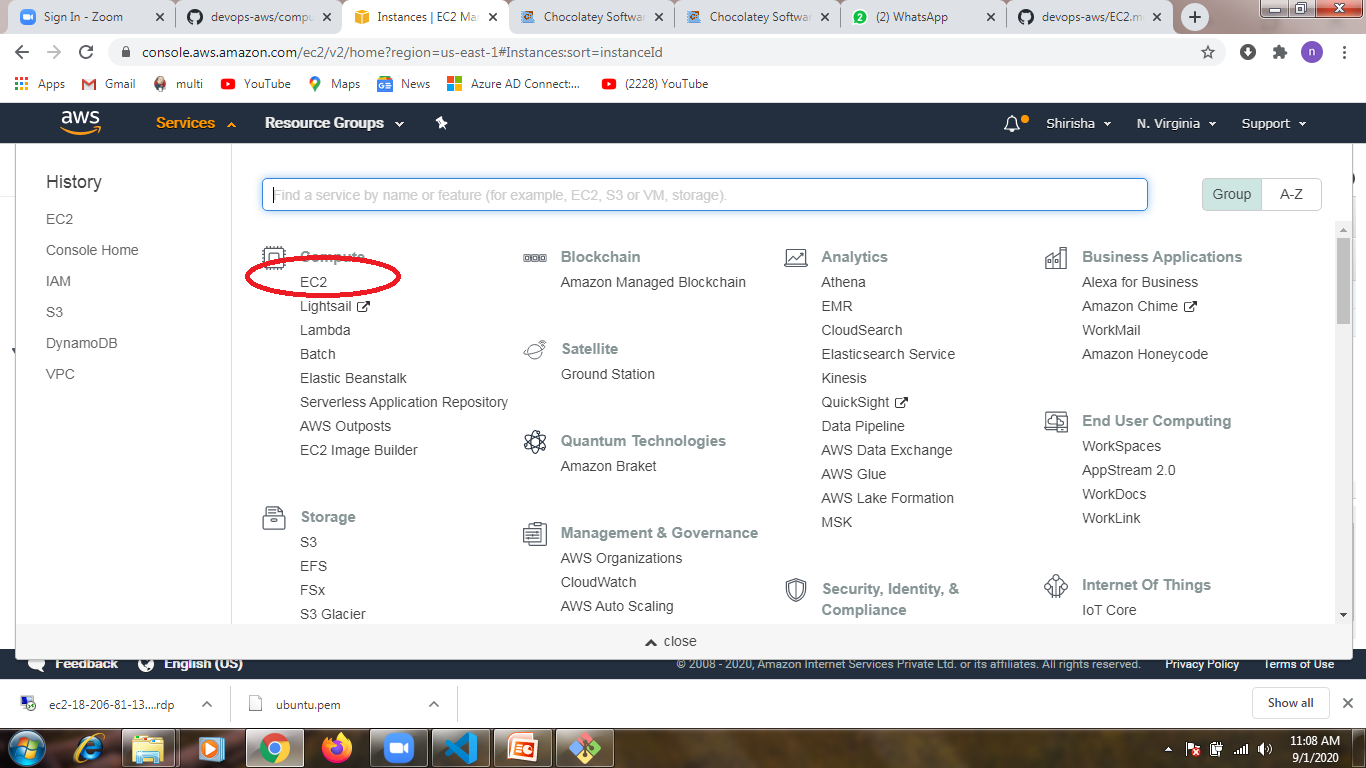 Sign In - Zoom
devops-aws/compu
Instances | EC2 Man
Chocolatey Softwar
Chocolatey Softwar
(2) WhatsApp
devops-aws/EC2.m
console.aws.amazon.com/ec2/v2/home?region=us-east-1#Instances:sort=instanceId
n
Apps
Gmail
multi
YouTube
Maps
News
Azure AD Connect:...
(2228) YouTube
aws
Services
Resource Groups
Shirisha
N. Virginia
Support
History
EC2
Console Home
IAM
S3
DynamoDB
VPC
Find a service by name or feature (for example, EC2, S3 or VM, storage).
Group
A-Z
Compute
EC2
Lightsail
Lambda
Batch
Elastic Beanstalk
Serverless Application Repository
AWS Outposts
EC2 Image Builder
Storage
S3
EFS
FSx
S3 Glacier
Blockchain
Amazon Managed Blockchain
Satellite
Ground Station
Quantum Technologies
Amazon Braket
Management & Governance
AWS Organizations
CloudWatch
AWS Auto Scaling
Analytics
Athena
EMR
CloudSearch
Elasticsearch Service
Kinesis
QuickSight
Data Pipeline
AWS Data Exchange
AWS Glue
AWS Lake Formation
MSK
Security, Identity, &
Compliance
Business Applications
Alexa for Business
Amazon Chime
WorkMail
Amazon Honeycode
End User Computing
WorkSpaces
AppStream 2.0
WorkDocs
WorkLink
Internet Of Things
IoT Core
close
Feedback
English (US)
© 2008 - 2020, Amazon Internet Services Private Ltd. or its affiliates. All rights reserved.
Privacy Policy
Terms of Use
ec2-18-206-81-13....rdp
ubuntu.pem
Show all
11:08 AM
9/1/2020